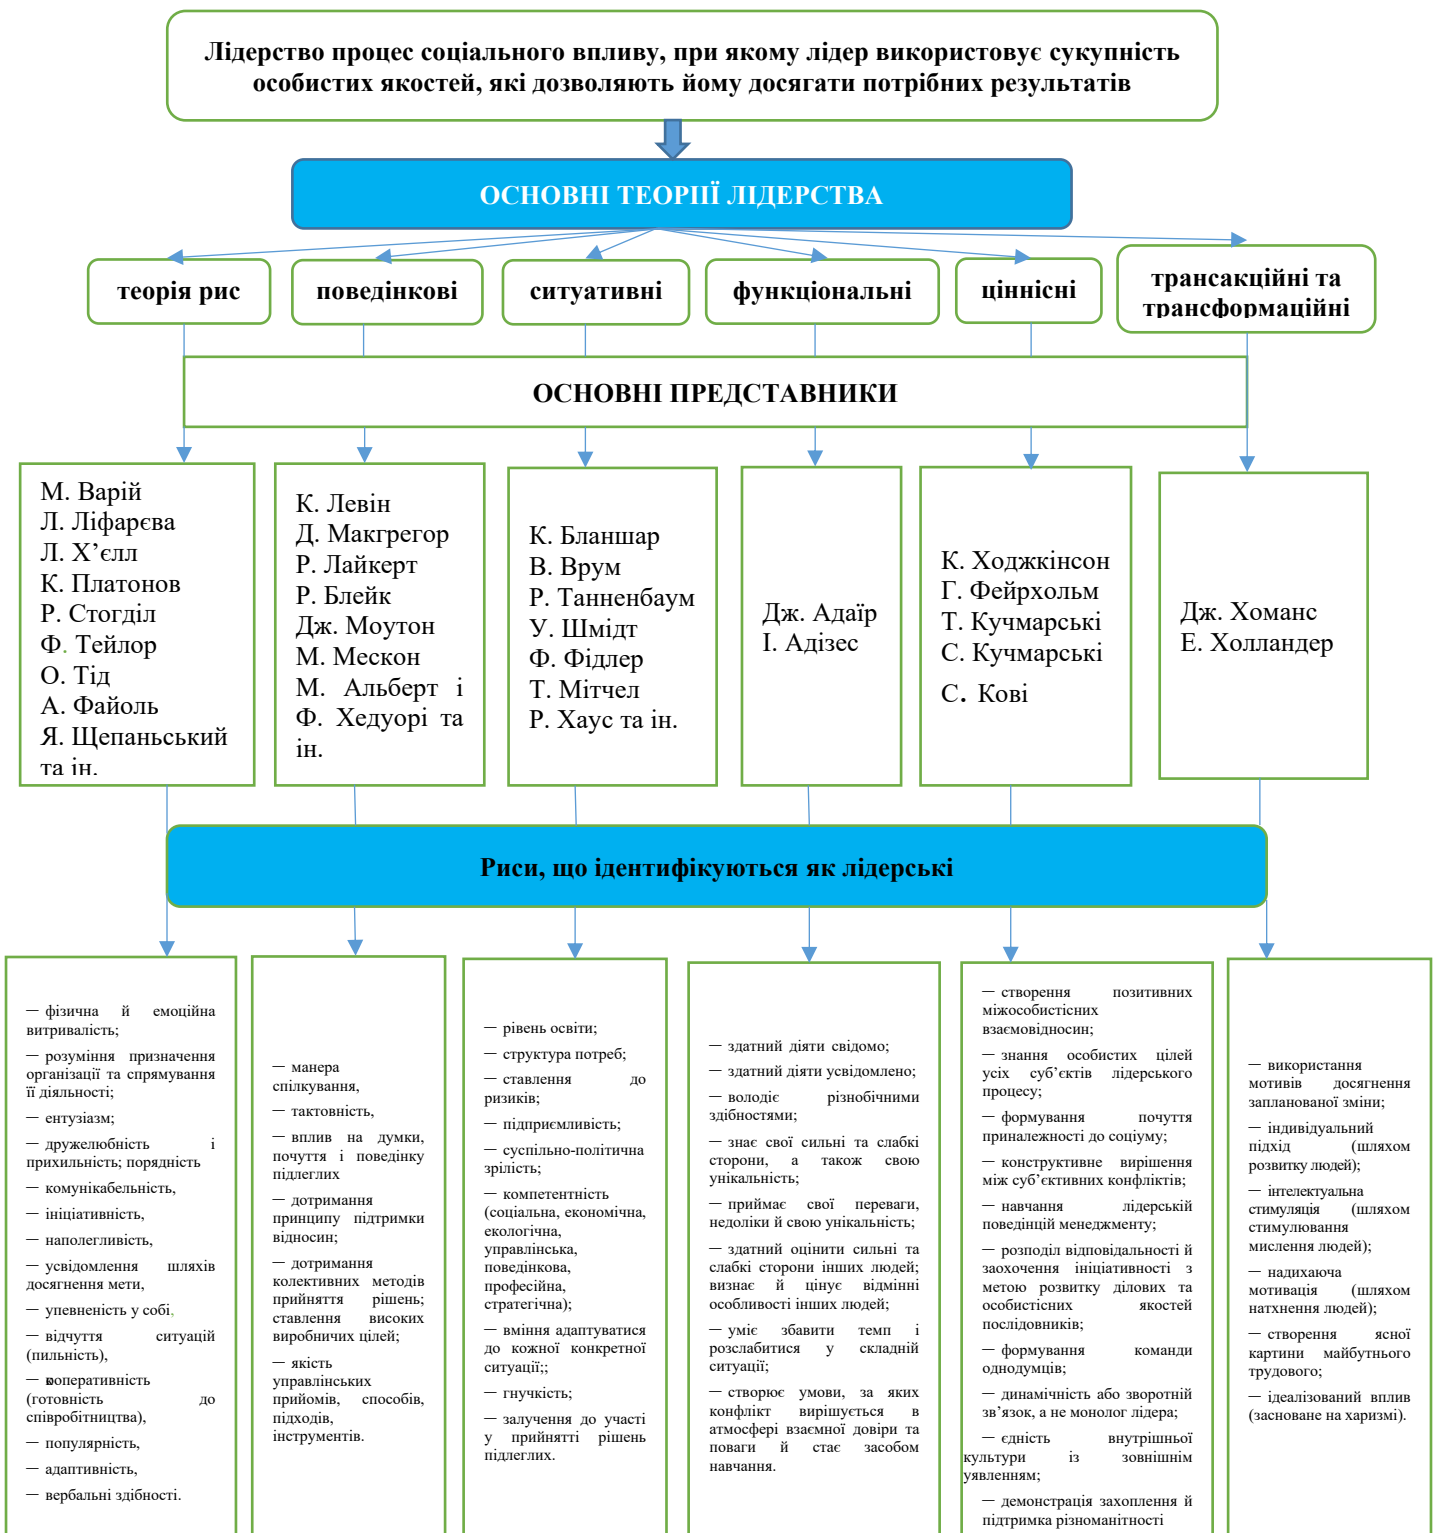 Лідерство процес соціального впливу, при якому лідер використовує сукупність
особистих якостей, які дозволяють йому досягати потрібних результатів
ОСНОВНІ ТЕОРІІЇ ЛІДЕРСТВА
теорія рис
поведінкові
ситуативні
функціональні
ціннісні
трансакційні та
трансформаційні
ОСНОВНІ ПРЕДСТАВНИКИ
М. Варій
Л. Ліфарєва
Л. Х’єлл
К. Платонов
Р. Стогділ
Ф. Тейлор
О. Тід
А. Файоль
Я. Щепаньський
та ін.
К. Левін
Д. Макгрегор
Р. Лайкерт
Р. Блейк
Дж. Моутон
М. Мескон
М. Альберт і
Ф. Хедуорі та
ін.
К. Бланшар
В. Врум
Р. Танненбаум
У. Шмідт
Ф. Фідлер
Т. Мітчел
Р. Хаус та ін.
Дж. Адаїр
І. Адізес
К. Ходжкінсон
Г. Фейрхольм
Т. Кучмарські
С. Кучмарські
С. Кові
Дж. Хоманс
Е. Холландер
Риси, що ідентифікуються як лідерські
— фізична й емоційна
витривалість;
— розуміння призначення
організації та спрямування
її діяльності;
— ентузіазм;
— дружелюбність і
прихильність; порядність
— комунікабельність,
— ініціативність,
— наполегливість,
— усвідомлення шляхів
досягнення мети,
— упевненість у собі,
— відчуття ситуацій
(пильність),
— кооперативність
(готовність до
співробітництва),
— популярність,
— адаптивність,
— вербальні здібності.
— манера
спілкування,
— тактовність,
— вплив на думки,
почуття і поведінку
підлеглих
— дотримання
принципу підтримки
відносин;
— дотримання
колективних методів
прийняття рішень;
ставлення високих
виробничих цілей;
— якість
управлінських
прийомів, способів,
підходів,
інструментів.
— рівень освіти;
— структура потреб;
— ставлення до
ризиків;
— підприємливість;
— суспільно-політична
зрілість;
— компетентність
(соціальна, економічна,
екологічна,
управлінська,
поведінкова,
професійна,
стратегічна);
— вміння адаптуватися
до кожної конкретної
ситуації;;
— гнучкість;
— залучення до участі
у прийнятті рішень
підлеглих.
— здатний діяти свідомо;
— здатний діяти усвідомлено;
— володіє різнобічними
здібностями;
— знає свої сильні та слабкі
сторони, а також свою
унікальність;
— приймає свої переваги,
недоліки й свою унікальність;
— здатний оцінити сильні та
слабкі сторони інших людей;
визнає й цінує відмінні
особливості інших людей;
— уміє збавити темп і
розслабитися у складній
ситуації;
— створює умови, за яких
конфлікт вирішується в
атмосфері взаємної довіри та
поваги й стає засобом
навчання.
— створення позитивних
міжособистісних
взаємовідносин;
— знання особистих цілей
усіх суб’єктів лідерського
процесу;
— формування почуття
приналежності до соціуму;
— конструктивне вирішення
між суб’єктивних конфліктів;
— навчання лідерській
поведінцій менеджменту;
— розподіл відповідальності й
заохочення ініціативності з
метою розвитку ділових та
особистісних якостей
послідовників;
— формування команди
однодумців;
— динамічність або зворотній
зв’язок, а не монолог лідера;
— єдність внутрішньої
культури із зовнішнім
уявленням;
— демонстрація захоплення й
підтримка різноманітності
— використання
мотивів досягнення
запланованої зміни;
— індивідуальний
підхід (шляхом
розвитку людей);
— інтелектуальна
стимуляція (шляхом
стимулювання
мислення людей);
— надихаюча
мотивація (шляхом
натхнення людей);
— створення ясної
картини майбутнього
трудового;
— ідеалізований вплив
(засноване на харизмі).